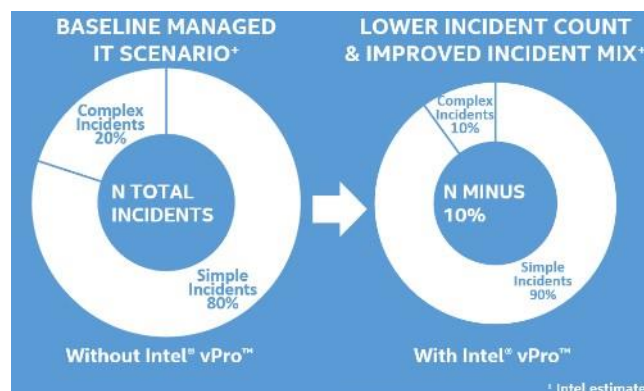 BASELINE MANAGED
IT SCENARIO⁺
Complex
Incidents
20%
N TOTAL
INCIDENTS
Simple
Incidents
80%
Without Intel® vPro™
LOWER INCIDENT COUNT
& IMPROVED INCIDENT MIX⁺
Complex
Incidents
10%
N MINUS
10%
Simple
Incidents
90%
With Intel® vPro™
⁺ Intel estimate